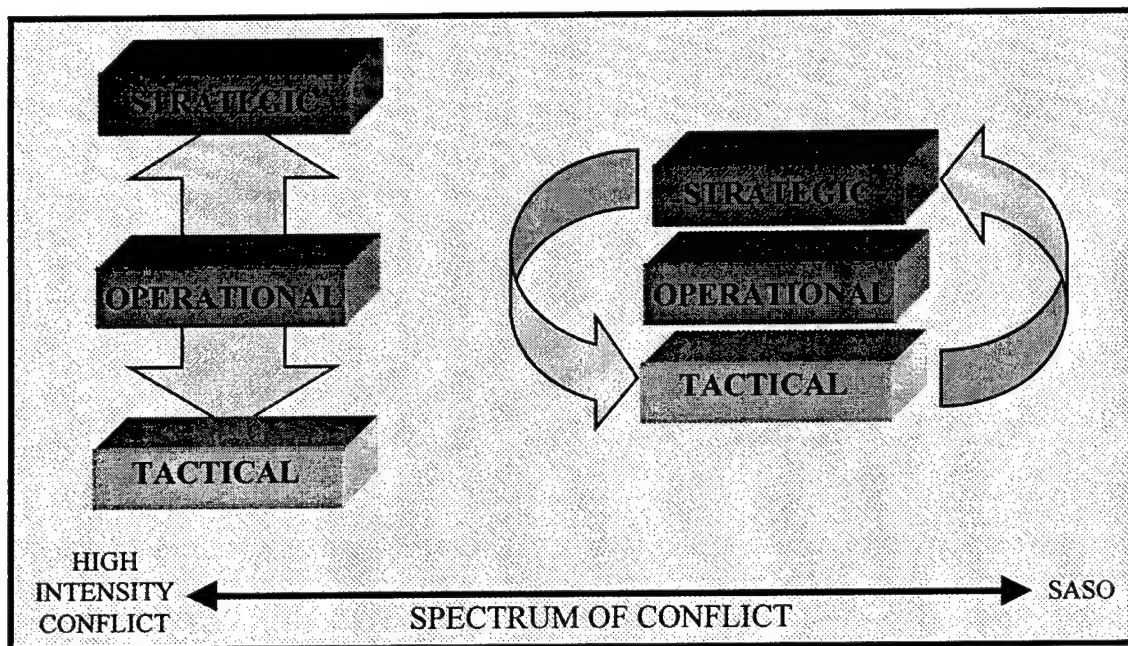 STRATEGIC
OPERATIONAL
TACTICAL
STRATEGIC
OPERATIONAL
TACTICAL
HIGH
INTENSITY
CONFLICT
SPECTRUM OF CONFLICT
SASO